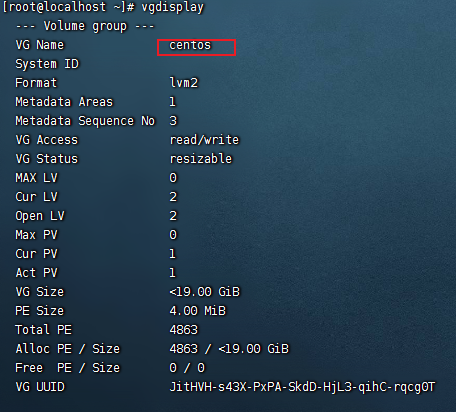 [root@localhost ~]# vgdisplay
--- Volume group ---
VG Name centos
System ID
Format lvm2
Metadata Areas 1
Metadata Sequence No 3
VG Access read/write
VG Status resizable
MAX LV 0
Cur LV 2
Open LV 2
Max PV 0
Cur PV 1
Act PV 1
VG Size <19.00 GiB
PE Size 4.00 MiB
Total PE 4863
Alloc PE / Size 4863 / <19.00 GiB
Free PE / Size 0 / 0
VG UUID JitHVH-s43X-PxPA-SkdD-HjL3-qihC-rqcg0T